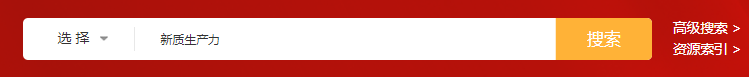 选 择 新质生产力 搜索
高级搜索 >
资源索引 >